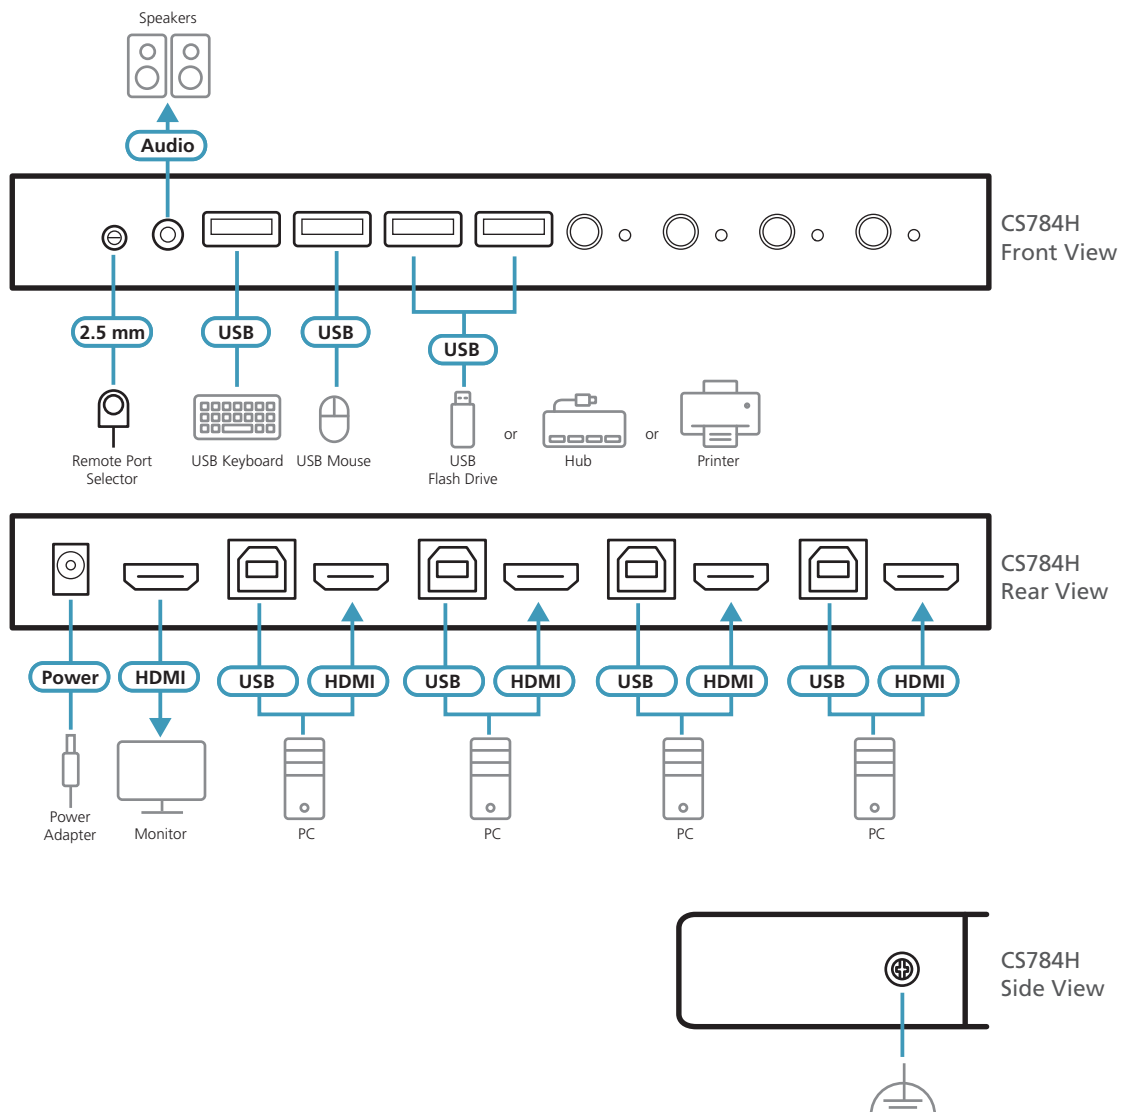 Speakers
Audio
CS784H
Front View
2.5 mm
USB
USB
USB
or
or
Remote Port
Selector
USB Keyboard
USB Mouse
USB
Flash Drive
Hub
Printer
CS784H
Rear View
Power
HDMI
USB
HDMI
USB
HDMI
USB
HDMI
USB
HDMI
Power
Adapter
Monitor
PC
PC
PC
PC
CS784H
Side View